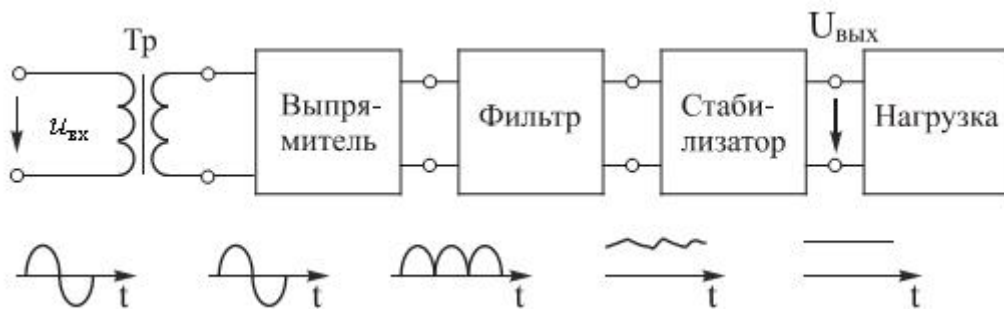 Тр
Uвых
uвх
Выпря-
митель
Фильтр
Стаби-
лизатор
Нагрузка
t
t
t
t
t